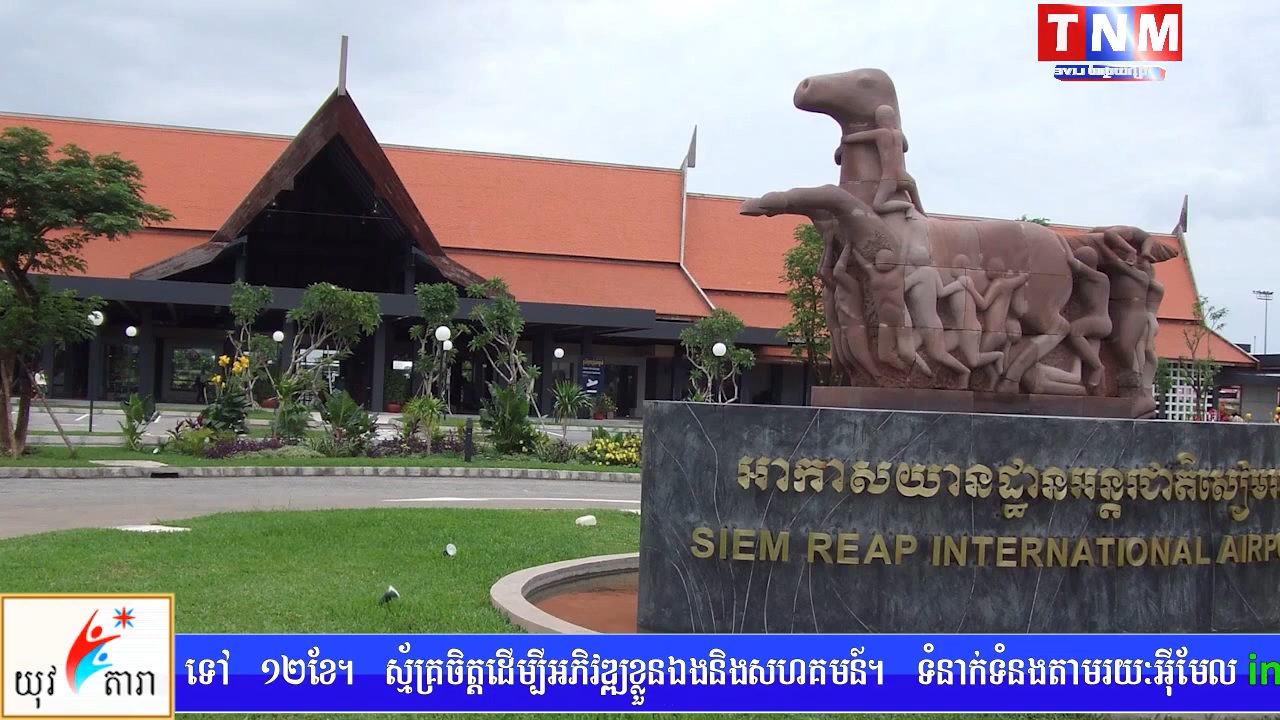 TNM
អាកាសយានដ្ឋានអន្តរជាតិសៀមរ
SIEM REAP INTERNATIONAL AIRP
យុវ តារា
ទៅ ១២ខែ។ ស្ម័គ្រចិត្តដើម្បីអភិវឌ្ឍខ្លួនឯងនិងសហគមន៍។ ទំនាក់ទំនងតាមរយៈអ៊ីមែល in